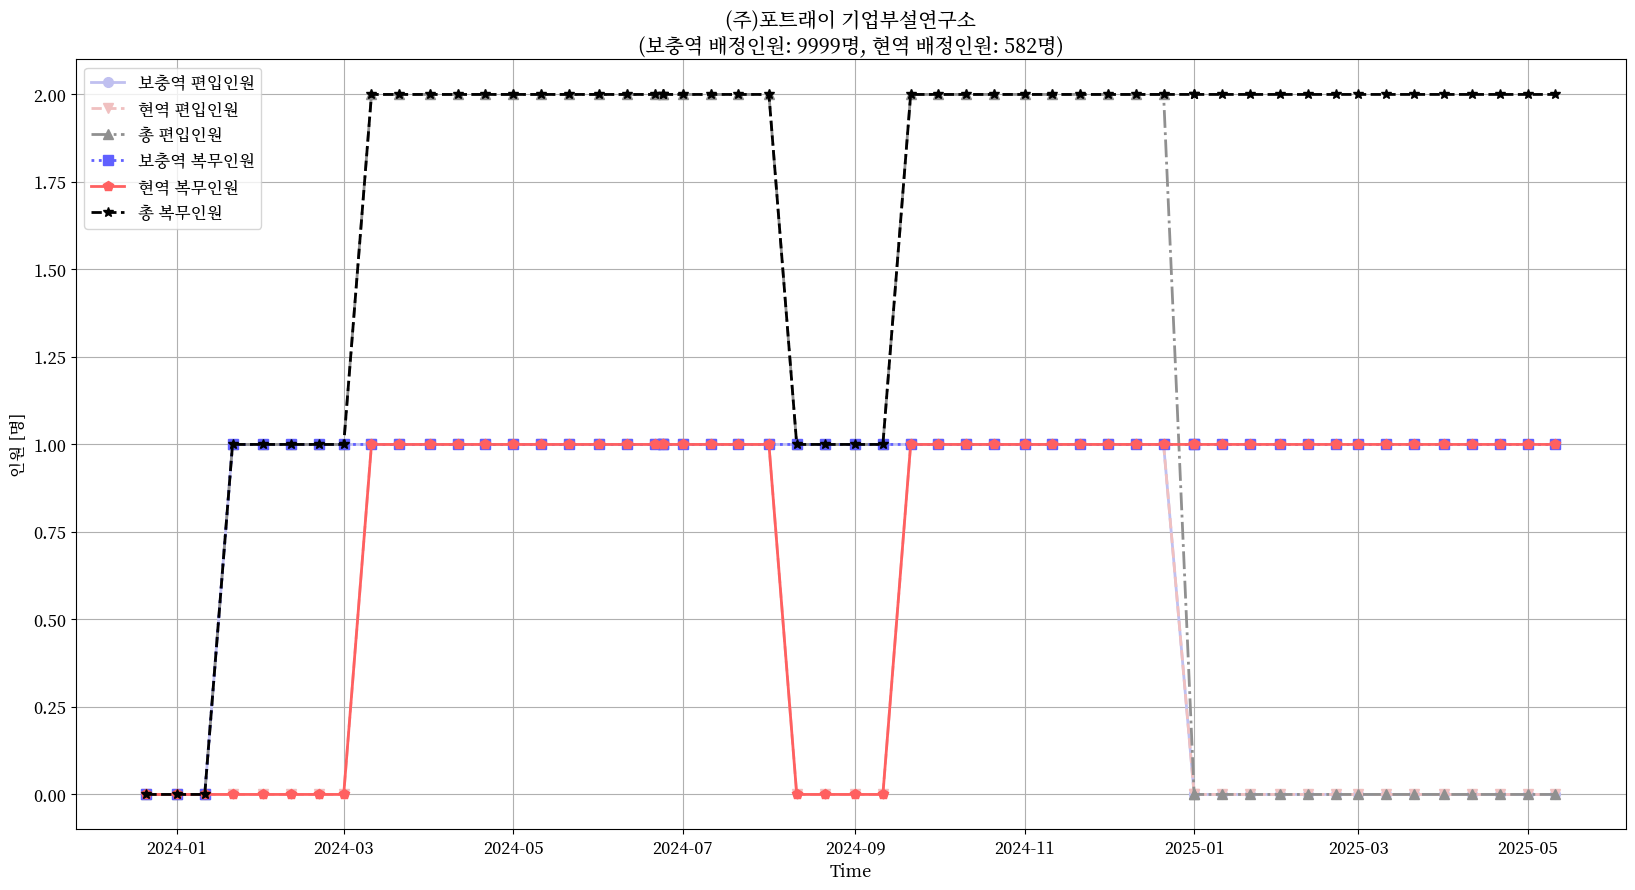 (주)포트래이 기업부설연구소
(보충역 배정인원: 9999명, 현역 배정인원: 582명)
보충역 편입인원
현역 편입인원
총 편입인원
보충역 복무인원
현역 복무인원
총 복무인원
2.00
1.75
1.50
1.25
1.00
0.75
0.50
0.25
0.00
인원 [명]
2024-01
2024-03
2024-05
2024-07
2024-09
2024-11
2025-01
2025-03
2025-05
Time